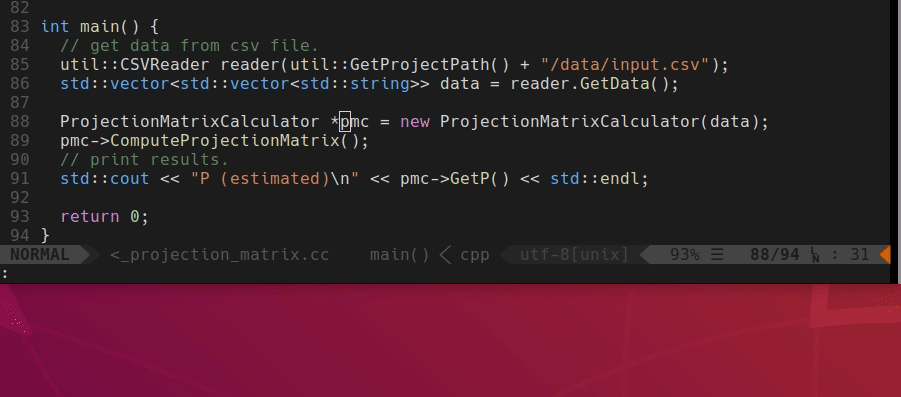 82
83 int main() {
84   // get data from csv file.
85   util::CSVReader reader(util::GetProjectPath() + "/data/input.csv");
86   std::vector<std::vector<std::string>> data = reader.GetData();
87
88   ProjectionMatrixCalculator *pmc = new ProjectionMatrixCalculator(data);
89   pmc->ComputeProjectionMatrix();
90   // print results.
91   std::cout << "P (estimated)\n" << pmc->GetP() << std::endl;
92
93   return 0;
94 }
NORMAL <_projection_matrix.cc main() < cpp utf-8[unix] 93% ☰ 88/94 ␤ : 31
: